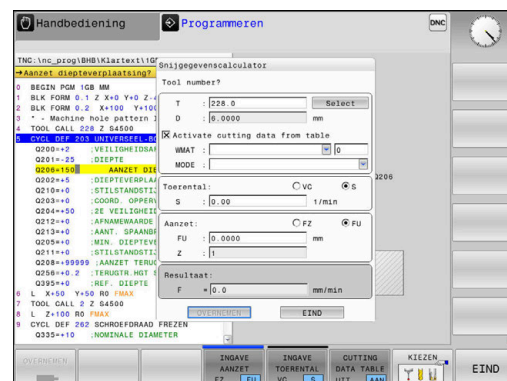 Handbediening
Programmeren
DNC
TNC:\nc_prog\BHB\Klartext\1G
Aanzet diepteverplaatsing?
0 BEGIN PGM 1GB MM
1 BLK FORM 0.1 Z X+0 Y+0 Z-
2 BLK FORM 0.2 X+100 Y+10
3 * - Machine hole pattern
4 TOOL CALL 228 Z S4500
5 CYCL DEF 203 UNIVERSEEL-B
Q200=+2 ;VEILIGHEIDSA
Q201=-25 ;DIEPTE
Q206=150 AANZET DIE
Q202=+5 ;DIEPTEVERPLA
Q210=+0 ;STILSTANDSTI
Q203=+0 ;COORD. OPPER
Q204=+50 ;2E VEILIGHEI
Q212=+0 ;AFNAMEWAARDE
Q213=+0 ;AANT. SPAANB
Q205=+0 ;MIN. DIEPTEVE
Q211=+0 ;STILSTANDSTI
Q208=+99999 ;AANZET TERUG
Q256=+0.2 ;TERUGTR.HGT S
Q395=+0 ;REF. DIEPTE
6 L X+50 Y+50 R0 FMAX
7 TOOL CALL 2 Z S4500
8 L Z+100 R0 FMAX
9 CYCL DEF 262 SCHROEFDRAAD FREZEN
Q335=+10 ;NOMINALE DIAMETER
Snijgegevenscalculator
Tool number?
T : 228.0 Select
D : 6.0000 mm
Activate cutting data from table
WMAT : 0
MODE :
Toerental: VC S
S : 0.00 1/min
Aanzet: FZ FU
FU : 0.0000 mm
Z : 1
Resultaat:
F = 0.0 mm/min
OVERNEMEN EIND
Q206
OVERNEMEN
INGAVE AANZET FZ FU
INGAVE TOERENTAL VC S
CUTTING DATA TABLE UIT AAN
KIEZEN
EIND